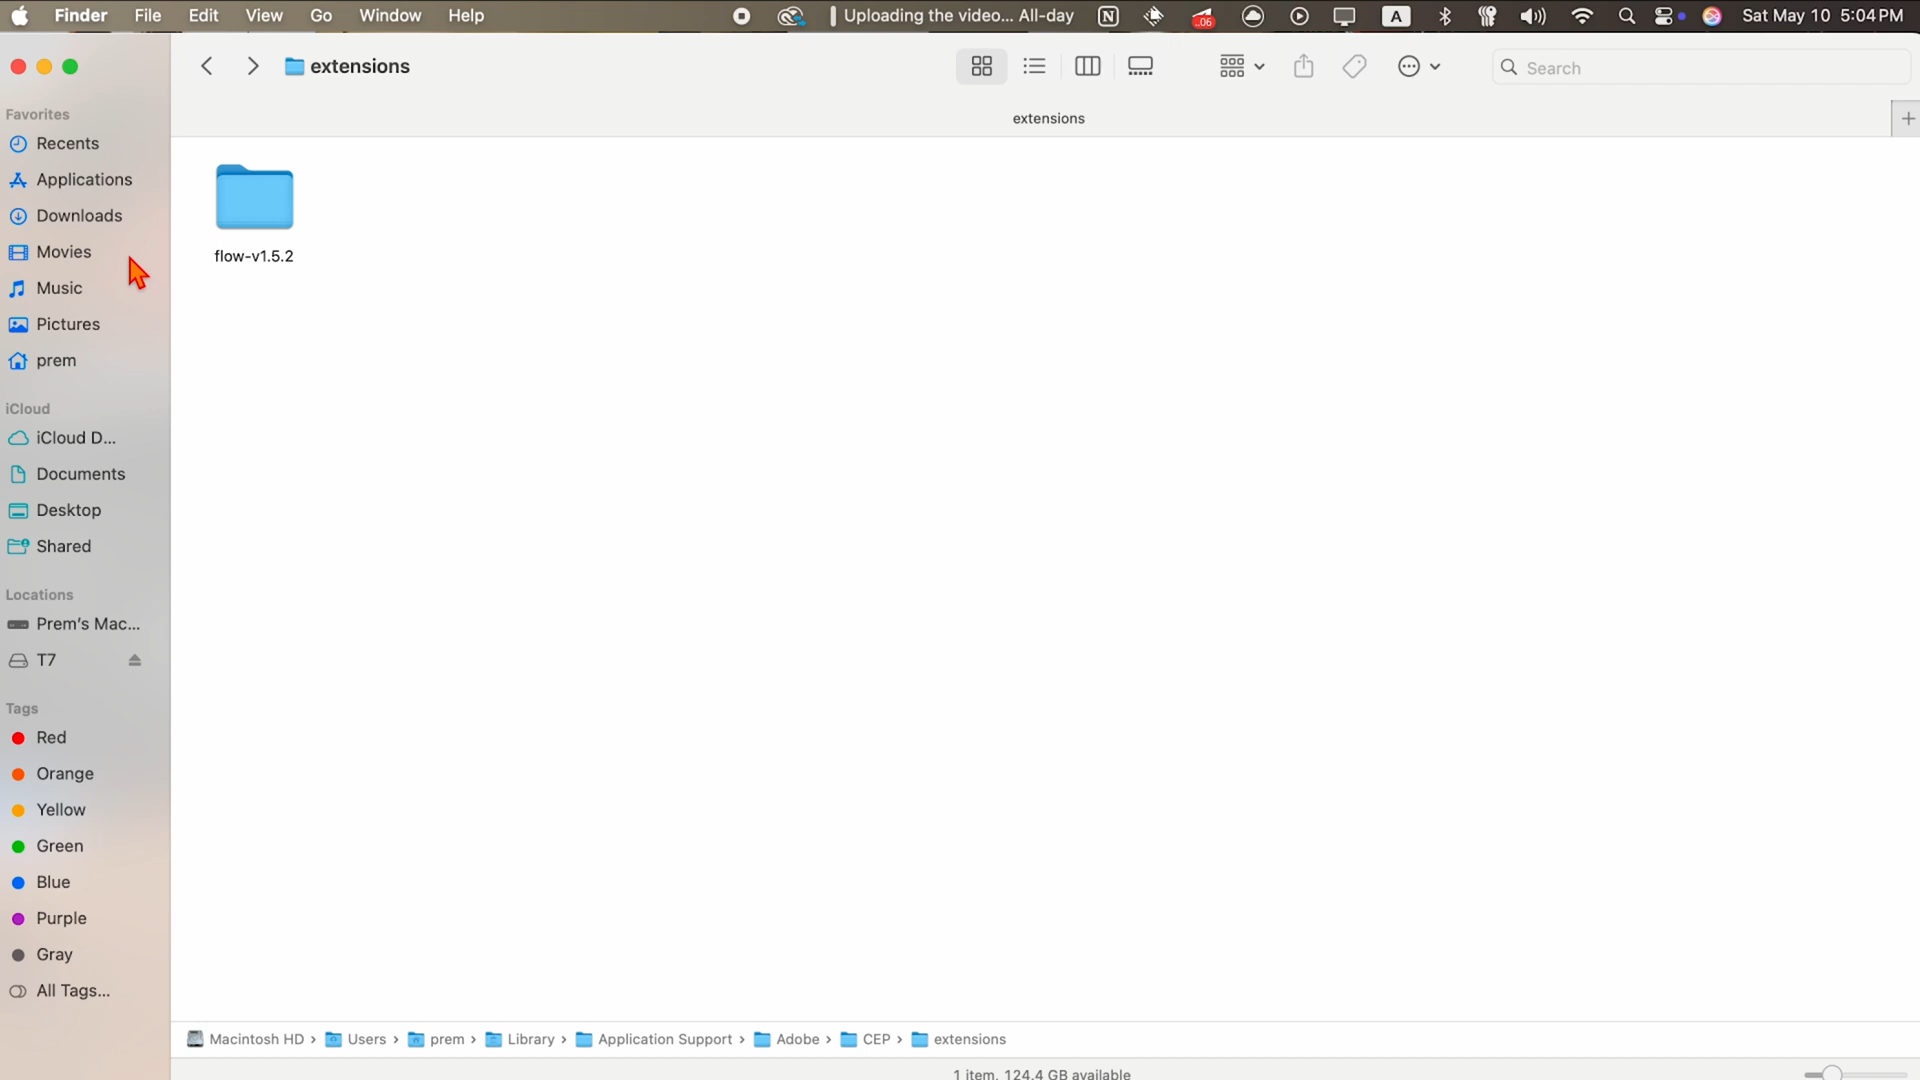 Finder File Edit View Go Window Help Uploading the video... All-day N ..06 A Sat May 10 5:04 PM
extensions
Search
extensions
Favorites
Recents
Applications
Downloads
Movies
Music
Pictures
prem
iCloud
iCloud D...
Documents
Desktop
Shared
Locations
Prem's Mac...
T7
Tags
Red
Orange
Yellow
Green
Blue
Purple
Gray
All Tags...
flow-v1.5.2
Macintosh HD › Users › prem › Library › Application Support › Adobe › CEP › extensions
1 item, 124.4 GB available